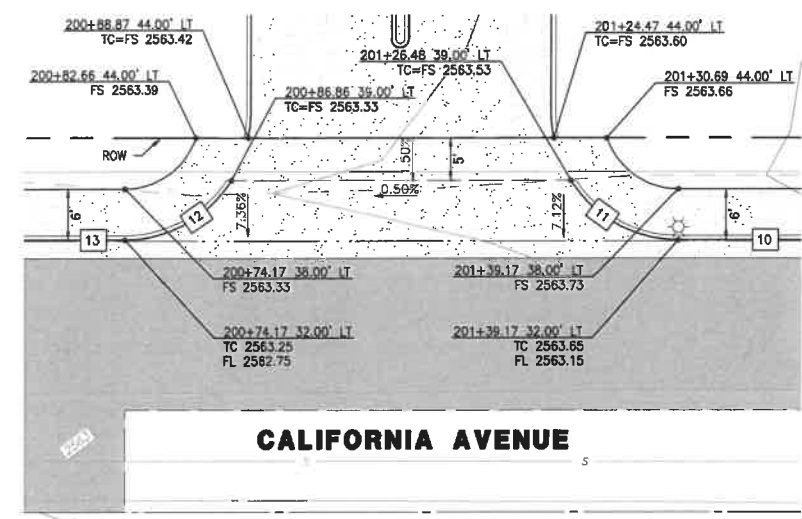 200+88.87 44.00' LT
TC=FS 2563.42
201+24.47 44.00' LT
TC=FS 2563.60
201+26.48 39.00' LT
TC=FS 2563.53
200+82.66 44.00' LT
FS 2563.39
200+86.86 39.00' LT
TC=FS 2563.33
201+30.69 44.00' LT
FS 2563.66
ROW
.50%
5'
0.50%
6'
12
7.36%
7.12%
11
6'
13
10
200+74.17 38.00' LT
FS 2563.33
201+39.17 38.00' LT
FS 2563.73
200+74.17 32.00' LT
TC 2563.25
FL 2562.75
201+39.17 32.00' LT
TC 2563.65
FL 2563.15
CALIFORNIA AVENUE
S